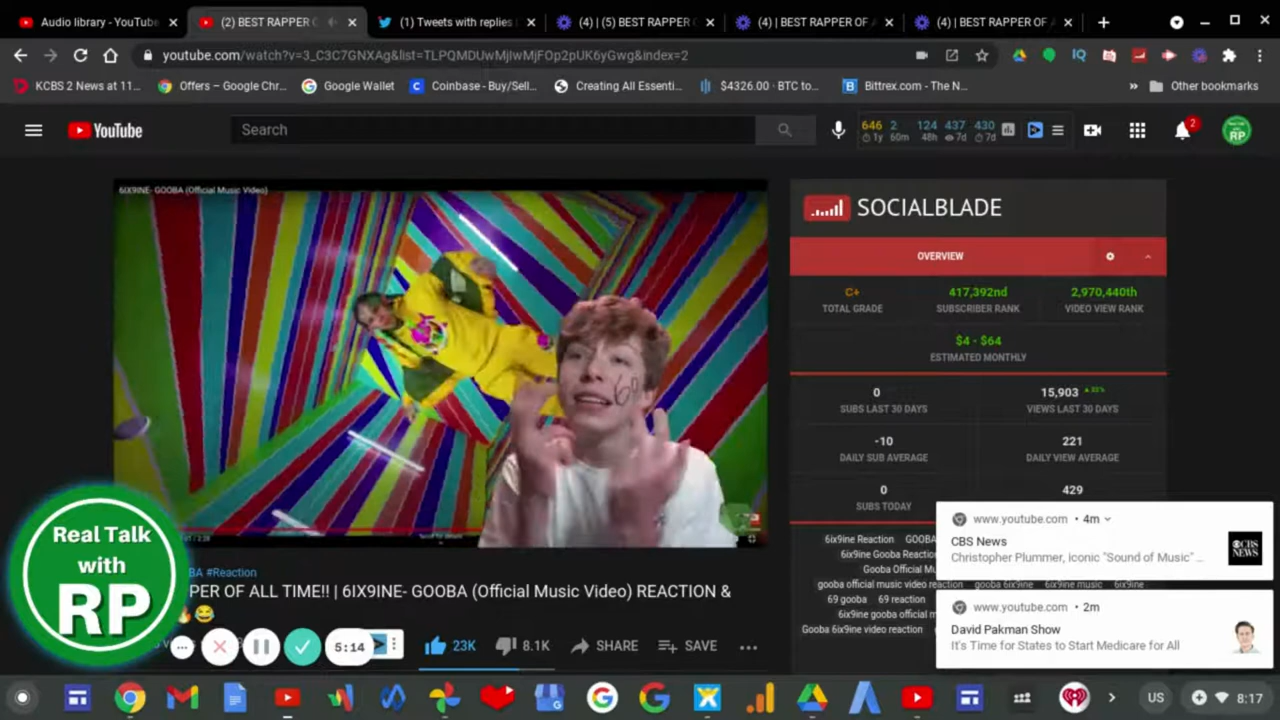 Audio library - YouTube
(2) BEST RAPPER O
(1) Tweets with replies
(4) | (5) BEST RAPPER O
(4) | BEST RAPPER OF A
(4) | BEST RAPPER OF A
youtube.com/watch?v=3_C3C7GNXAg&list=TLPQMDUwMjIwMjFOp2pUK6yGwg&index=2
KCBS 2 News at 11...
Offers – Google Chr...
Google Wallet
Coinbase - Buy/Sell...
Creating All Essenti...
$4326.00 · BTC to...
Bittrex.com - The N...
» Other bookmarks
YouTube
Search
646 2 124 437 430
1y 60m 48h 7d 7d
2
RP
6IX9INE- GOOBA (Official Music Video)
SOCIALBLADE
OVERVIEW
C+ 417,392nd 2,970,440th
TOTAL GRADE SUBSCRIBER RANK VIDEO VIEW RANK
$4 - $64
ESTIMATED MONTHLY
0 15,903
SUBS LAST 30 DAYS VIEWS LAST 30 DAYS
-10 221
DAILY SUB AVERAGE DAILY VIEW AVERAGE
0 429
SUBS TODAY
6ix9ine Reaction GOOBA
6ix9ine Gooba Reaction
Gooba Official Mu
gooba official music video reaction gooba 6ix9ine 6ix9ine music 6ix9ine
69 gooba 69 reaction
6ix9ine gooba official m
Gooba 6ix9ine video reaction
www.youtube.com • 4m
CBS News
Christopher Plummer, iconic "Sound of Music" ...
CBS NEWS
www.youtube.com • 2m
David Pakman Show
It's Time for States to Start Medicare for All
Real Talk
with
RP
BA #Reaction
PER OF ALL TIME!! | 6IX9INE- GOOBA (Official Music Video) REACTION &
5:14
23K 8.1K SHARE SAVE
US 8:17